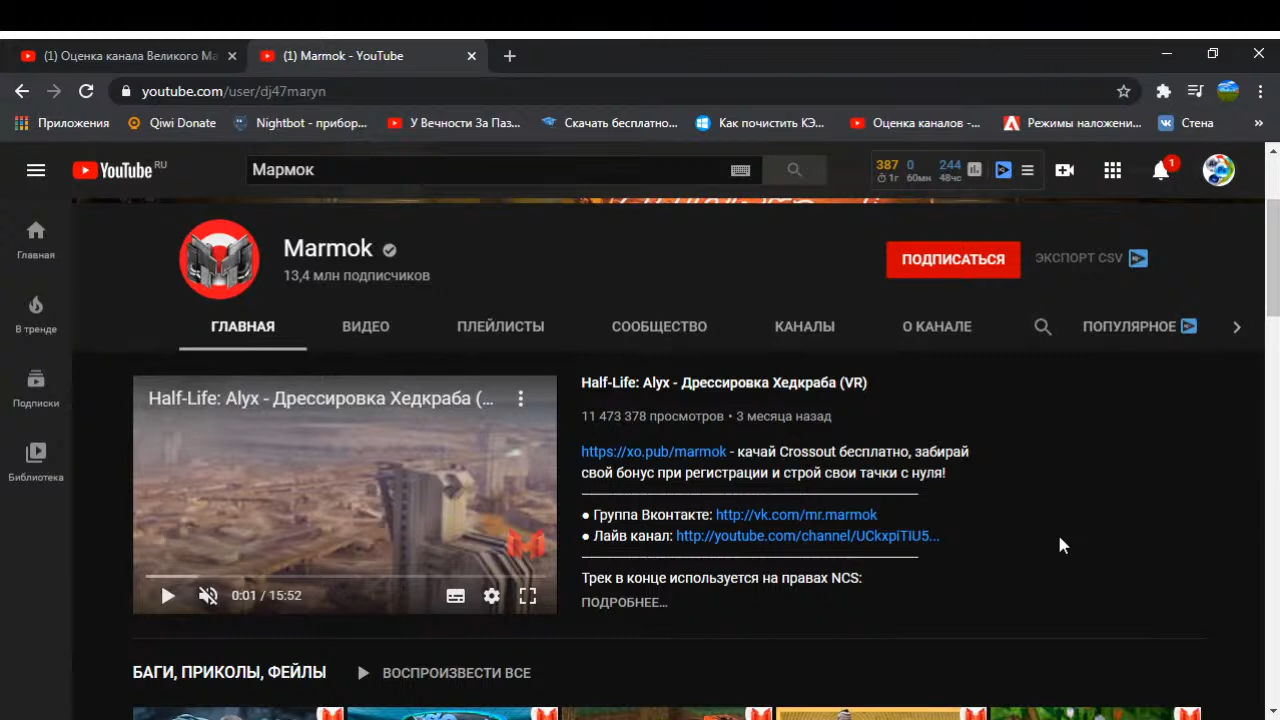 (1) Оценка канала Великого Ма
(1) Marmok - YouTube
youtube.com/user/dj47maryn
Приложения
Qiwi Donate
Nightbot - прибор...
У Вечности За Паз...
Скачать бесплатно...
Как почистить КЭ...
Оценка каналов -...
Режимы наложени...
Стена
»
YouTube RU
Мармок
387 0 244
1г 60мн 48чс
1
Главная
В тренде
Подписки
Библиотека
Marmok
13,4 млн подписчиков
ПОДПИСАТЬСЯ
ЭКСПОРТ CSV
ГЛАВНАЯ
ВИДЕО
ПЛЕЙЛИСТЫ
СООБЩЕСТВО
КАНАЛЫ
О КАНАЛЕ
ПОПУЛЯРНОЕ
Half-Life: Alyx - Дрессировка Хедкраба (...
0:01 / 15:52
Half-Life: Alyx - Дрессировка Хедкраба (VR)
11 473 378 просмотров • 3 месяца назад
https://xo.pub/marmok - качай Crossout бесплатно, забирай
свой бонус при регистрации и строй свои тачки с нуля!
● Группа Вконтакте: http://vk.com/mr.marmok
● Лайв канал: http://youtube.com/channel/UCkxpiTIU5...
Трек в конце используется на правах NCS:
ПОДРОБНЕЕ...
БАГИ, ПРИКОЛЫ, ФЕЙЛЫ
ВОСПРОИЗВЕСТИ ВСЕ